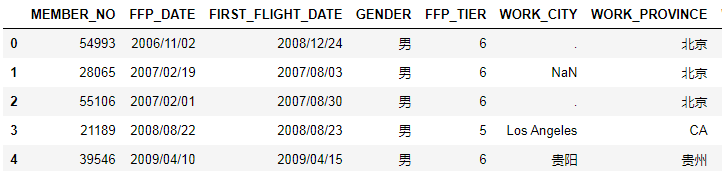 MEMBER_NO FFP_DATE FIRST_FLIGHT_DATE GENDER FFP_TIER WORK_CITY WORK_PROVINCE
0 54993 2006/11/02 2008/12/24 男 6 . 北京
1 28065 2007/02/19 2007/08/03 男 6 NaN 北京
2 55106 2007/02/01 2007/08/30 男 6 . 北京
3 21189 2008/08/22 2008/08/23 男 5 Los Angeles CA
4 39546 2009/04/10 2009/04/15 男 6 贵阳 贵州